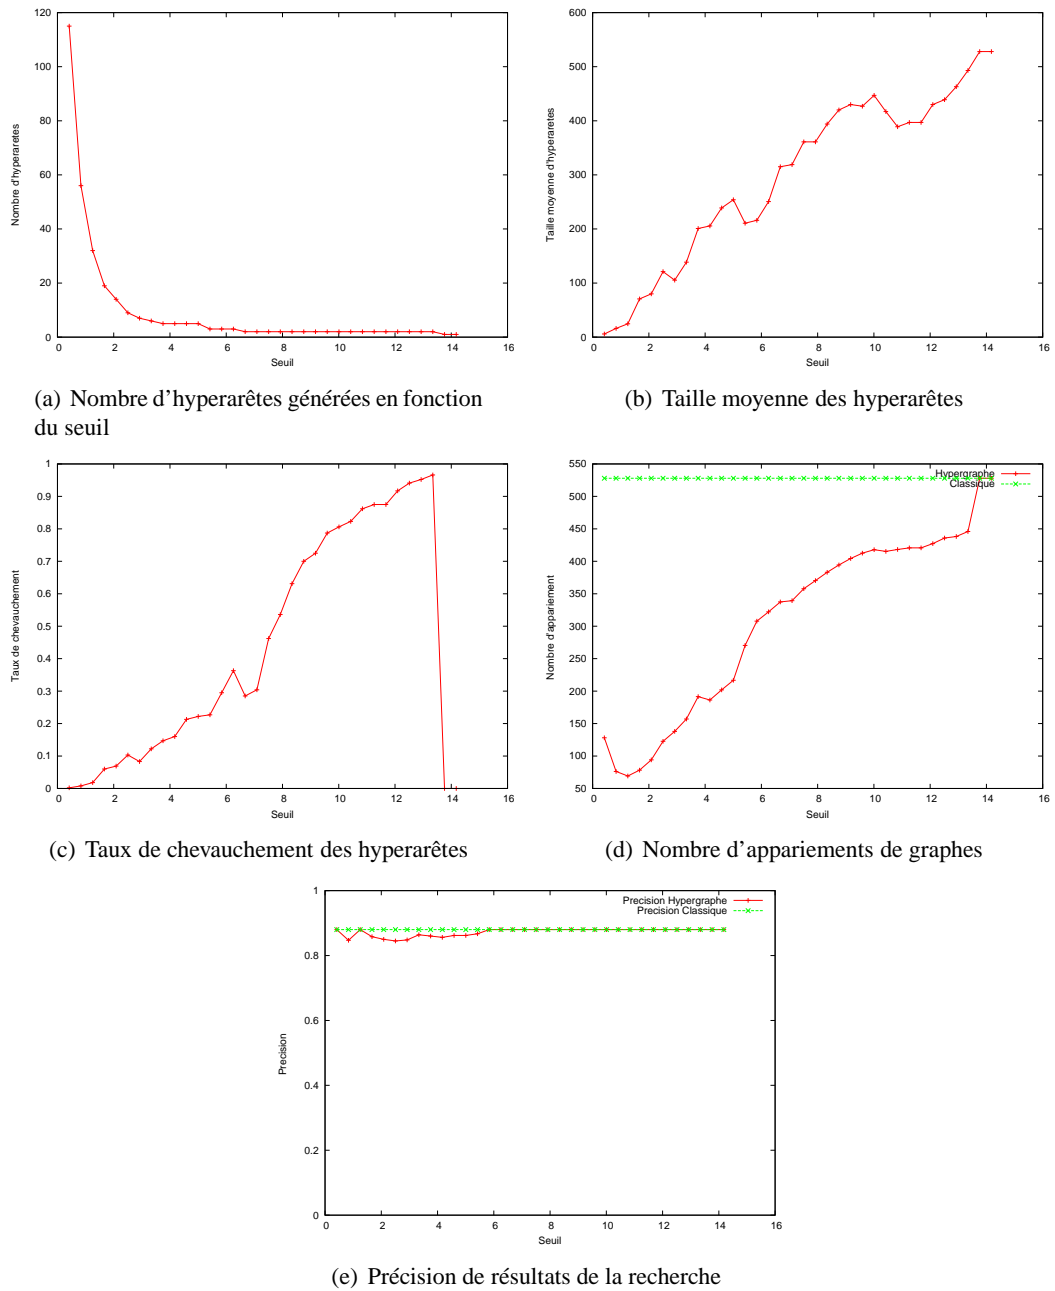 120
100
80
60
40
20
0
0 2 4 6 8 10 12 14 16
Nombre d'hyperaretes
Seuil
(a) Nombre d'hyperarêtes générées en fonction
du seuil
600
500
400
300
200
100
0
0 2 4 6 8 10 12 14 16
Taille moyenne d'hyperaretes
Seuil
(b) Taille moyenne des hyperarêtes
1
0.9
0.8
0.7
0.6
0.5
0.4
0.3
0.2
0.1
0
0 2 4 6 8 10 12 14 16
Taux de chevauchement
Seuil
(c) Taux de chevauchement des hyperarêtes
550
500
450
400
350
300
250
200
150
100
50
0 2 4 6 8 10 12 14 16
Nombre d'appariement
Seuil
Hypergraphe
Classique
(d) Nombre d'appariements de graphes
1
0.8
0.6
0.4
0.2
0
0 2 4 6 8 10 12 14 16
Precision
Seuil
Precision Hypergraphe
Precision Classique
(e) Précision de résultats de la recherche